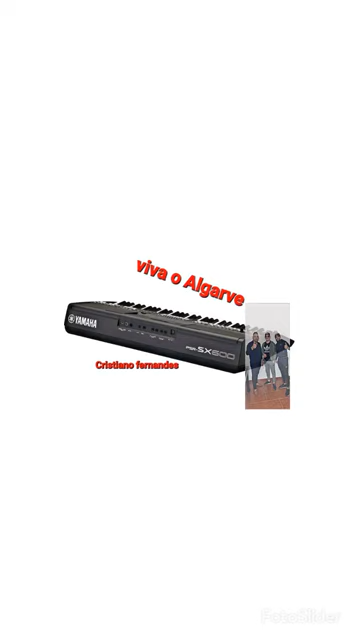 viva o Algarve
YAMAHA
PSR-SX600
Cristiano fernandes
FotoSlider